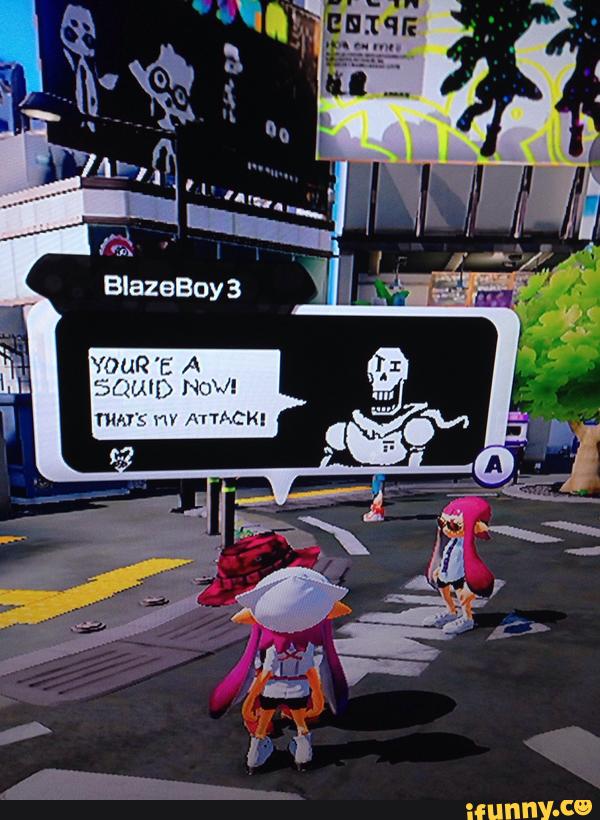 BlazeBoy3
YOUR'E A
SQUID NOW!
THAT'S MY ATTACK!
A
ifunny.co